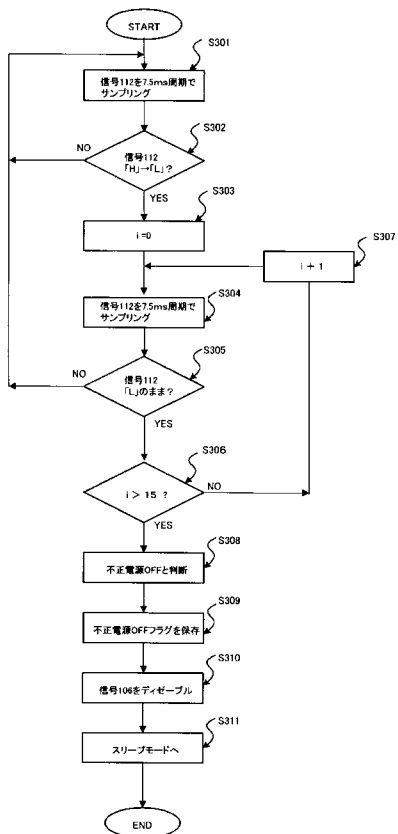 START
S301
信号112を7.5ms周期で
サンプリング
S302
NO
信号112
「H」→「L」?
YES
S303
i=0
S307
i + 1
S304
信号112を7.5ms周期で
サンプリング
S305
NO
信号112
「L」のまま?
YES
S306
i > 15 ?
NO
YES
S308
不正電源OFFと判断
S309
不正電源OFFフラグを保存
S310
信号106をディゼーブル
S311
スリープモードへ
END